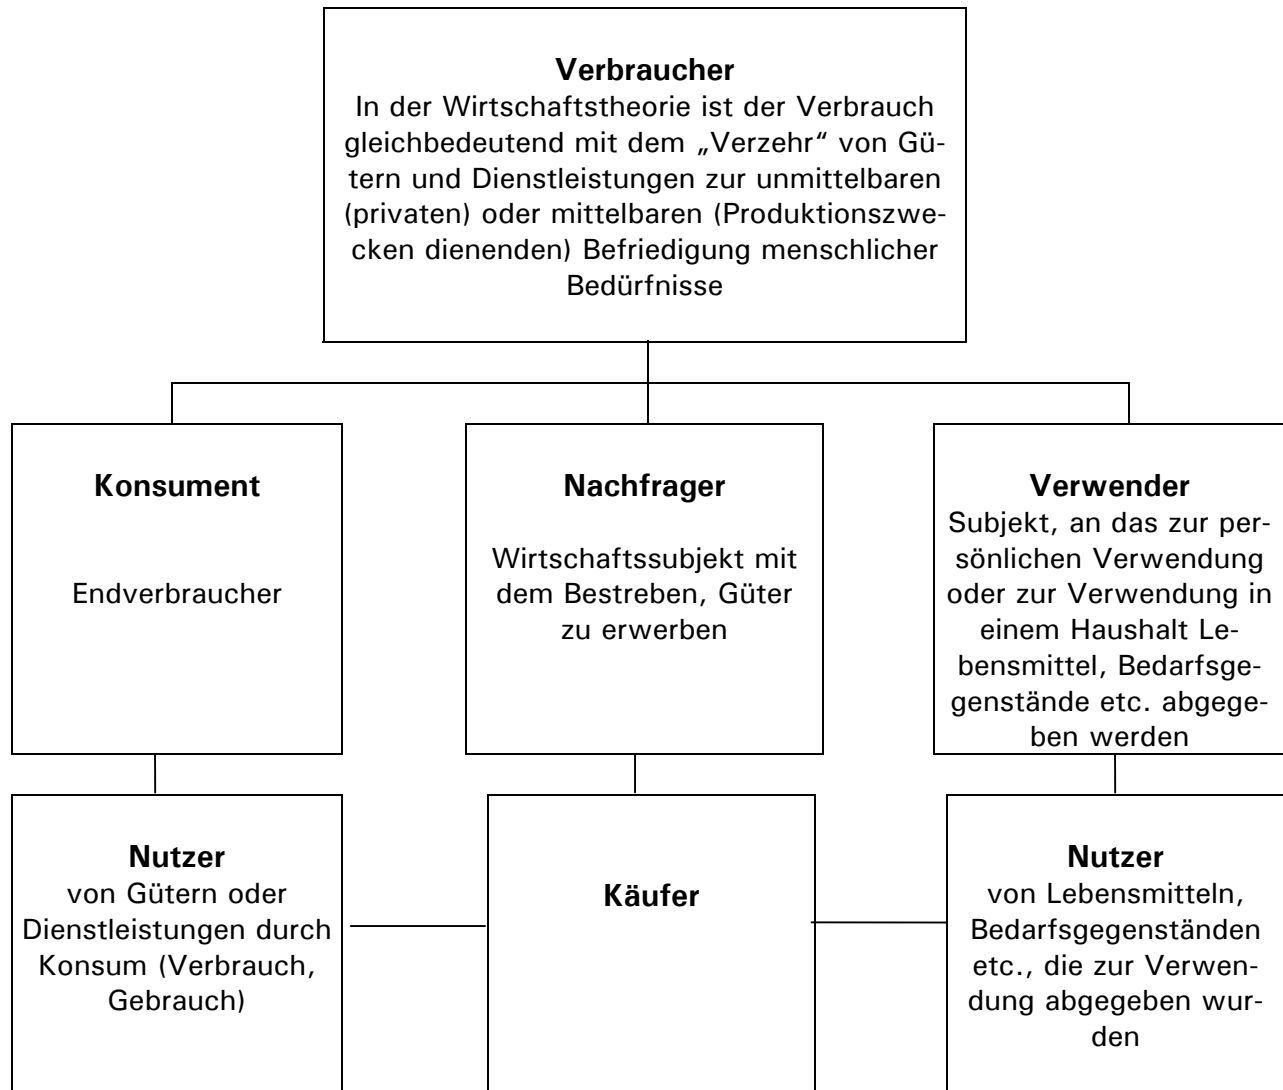 Verbraucher
In der Wirtschaftstheorie ist der Verbrauch
gleichbedeutend mit dem „Verzehr“ von Gü-
tern und Dienstleistungen zur unmittelbaren
(privaten) oder mittelbaren (Produktionszwe-
cken dienenden) Befriedigung menschlicher
Bedürfnisse
Konsument
Endverbraucher
Nachfrager
Wirtschaftssubjekt mit
dem Bestreben, Güter
zu erwerben
Verwender
Subjekt, an das zur per-
sönlichen Verwendung
oder zur Verwendung in
einem Haushalt Le-
bensmittel, Bedarfsge-
genstände etc. abgege-
ben werden
Nutzer
von Gütern oder
Dienstleistungen durch
Konsum (Verbrauch,
Gebrauch)
Käufer
Nutzer
von Lebensmitteln,
Bedarfsgegenständen
etc., die zur Verwen-
dung abgegeben wur-
den